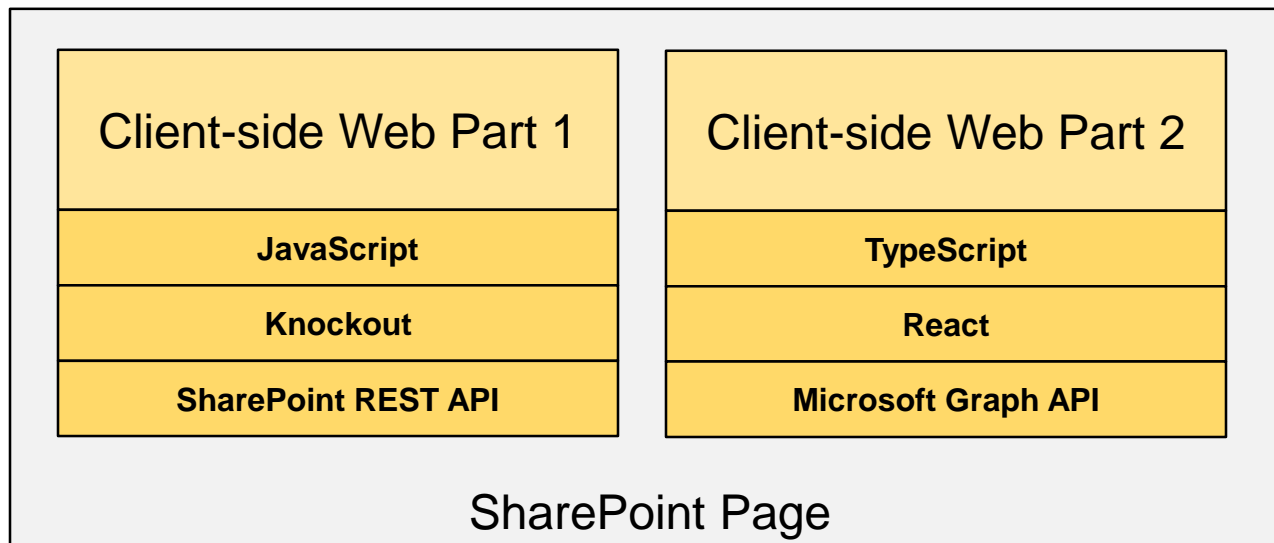 Client-side Web Part 1
JavaScript
Knockout
SharePoint REST API
Client-side Web Part 2
TypeScript
React
Microsoft Graph API
SharePoint Page